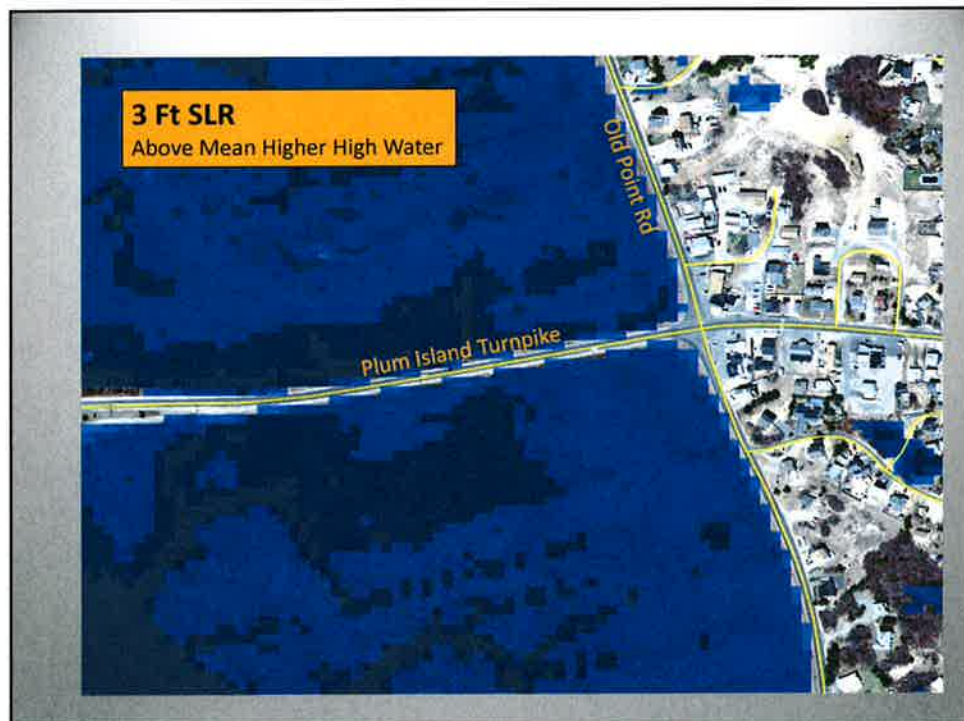 3 Ft SLR
Above Mean Higher High Water
Old Point Rd
Plum Island Turnpike